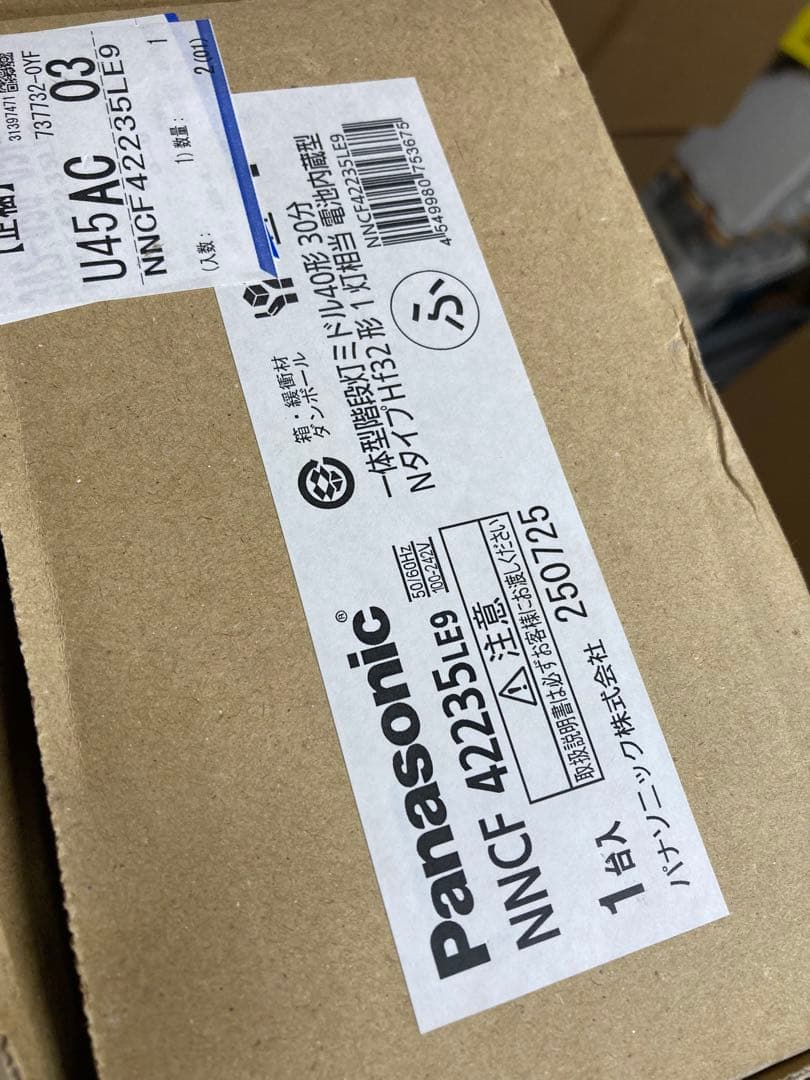 31397471
737732-0YF
U45AC 03
NNCF42235LE9 1
(入数: 1) 数量: 2(01)
Panasonic®
50/60Hz
100-242V
NNCF 42235LE9
⚠注意
取扱説明書は必ずお客様にお渡しください
1台入
250725
パナソニック株式会社
箱・緩衝材
ダンボール
一体型階段灯ミドル40形 30分
NタイプHf32形 1灯相当 電池内蔵型
ふ
NNCF42235LE9
4 549980 753675